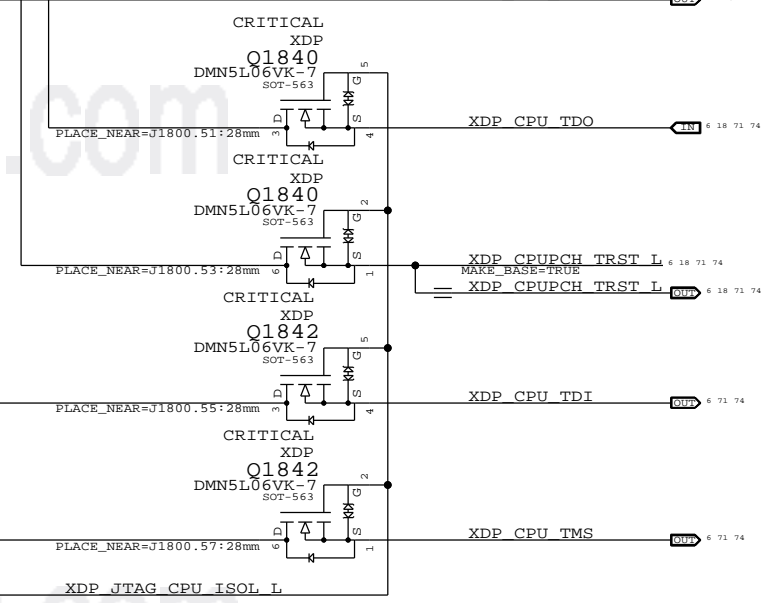 OUT
CRITICAL
XDP
Q1840
DMN5L06VK-7
SOT-563
5
G
D
S
3
4
PLACE_NEAR=J1800.51:28mm
XDP_CPU_TDO
IN
6 18 71 74
.com
CRITICAL
XDP
Q1840
DMN5L06VK-7
SOT-563
2
G
D
S
6
1
PLACE_NEAR=J1800.53:28mm
XDP_CPUPCH_TRST_L
6 18 71 74
MAKE_BASE=TRUE
XDP_CPUPCH_TRST_L
OUT
6 18 71 74
CRITICAL
XDP
Q1842
DMN5L06VK-7
SOT-563
5
G
D
S
3
4
PLACE_NEAR=J1800.55:28mm
XDP_CPU_TDI
OUT
6 71 74
CRITICAL
XDP
Q1842
DMN5L06VK-7
SOT-563
2
G
D
S
6
1
PLACE_NEAR=J1800.57:28mm
XDP_CPU_TMS
OUT
6 71 74
XDP_JTAG_CPU_ISOL_L